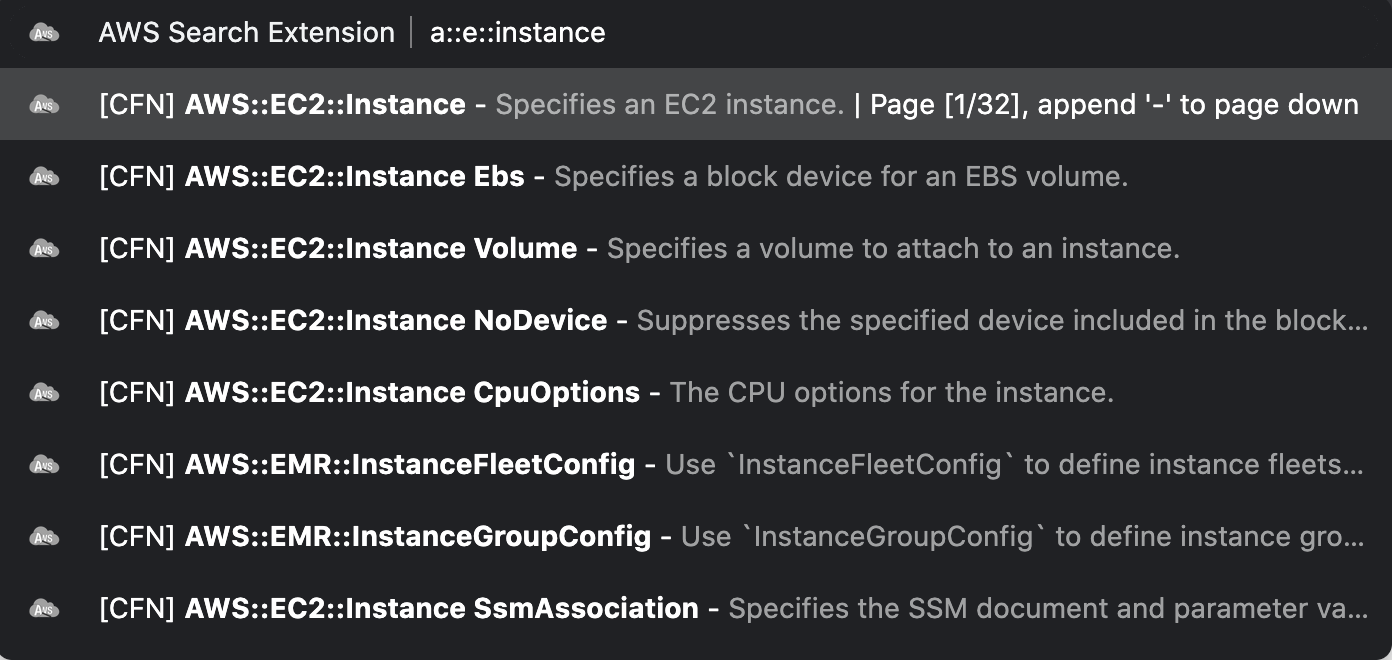 AWS Search Extension | a::e::instance
[CFN] AWS::EC2::Instance - Specifies an EC2 instance. | Page [1/32], append '-' to page down
[CFN] AWS::EC2::Instance Ebs - Specifies a block device for an EBS volume.
[CFN] AWS::EC2::Instance Volume - Specifies a volume to attach to an instance.
[CFN] AWS::EC2::Instance NoDevice - Suppresses the specified device included in the block...
[CFN] AWS::EC2::Instance CpuOptions - The CPU options for the instance.
[CFN] AWS::EMR::InstanceFleetConfig - Use `InstanceFleetConfig` to define instance fleets...
[CFN] AWS::EMR::InstanceGroupConfig - Use `InstanceGroupConfig` to define instance gro...
[CFN] AWS::EC2::Instance SsmAssociation - Specifies the SSM document and parameter va...